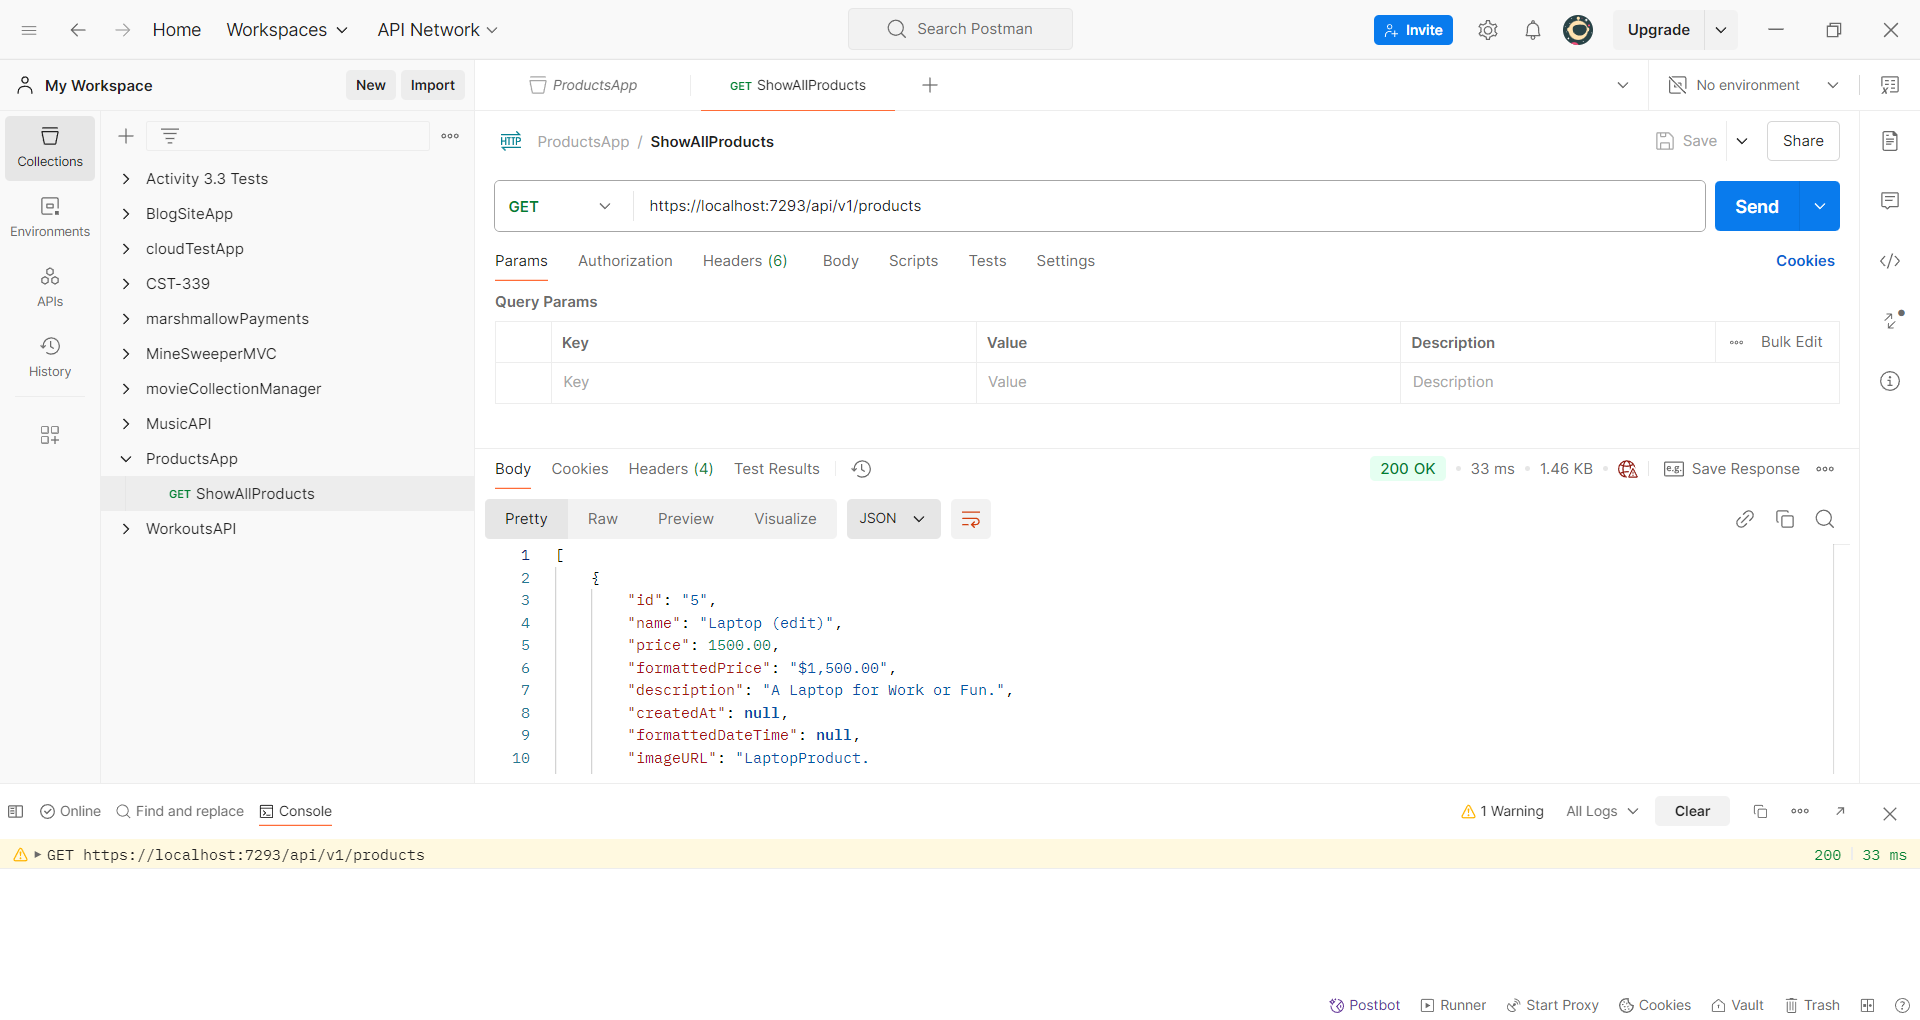 Home Workspaces API Network Search Postman Invite Upgrade
My Workspace New Import ProductsApp GET ShowAllProducts No environment
Collections
Environments
APIs
History
Activity 3.3 Tests
BlogSiteApp
cloudTestApp
CST-339
marshmallowPayments
MineSweeperMVC
movieCollectionManager
MusicAPI
ProductsApp
GET ShowAllProducts
WorkoutsAPI
HTTP ProductsApp / ShowAllProducts Save Share
GET https://localhost:7293/api/v1/products Send
Params Authorization Headers (6) Body Scripts Tests Settings Cookies
Query Params
Key Value Description Bulk Edit
Key Value Description
Body Cookies Headers (4) Test Results 200 OK 33 ms 1.46 KB e.g. Save Response
Pretty Raw Preview Visualize JSON
1 [
2 {
3 "id": "5",
4 "name": "Laptop (edit)",
5 "price": 1500.00,
6 "formattedPrice": "$1,500.00",
7 "description": "A Laptop for Work or Fun.",
8 "createdAt": null,
9 "formattedDateTime": null,
10 "imageURL": "LaptopProduct.
Online Find and replace Console 1 Warning All Logs Clear
GET https://localhost:7293/api/v1/products 200 33 ms
Postbot Runner Start Proxy Cookies Vault Trash